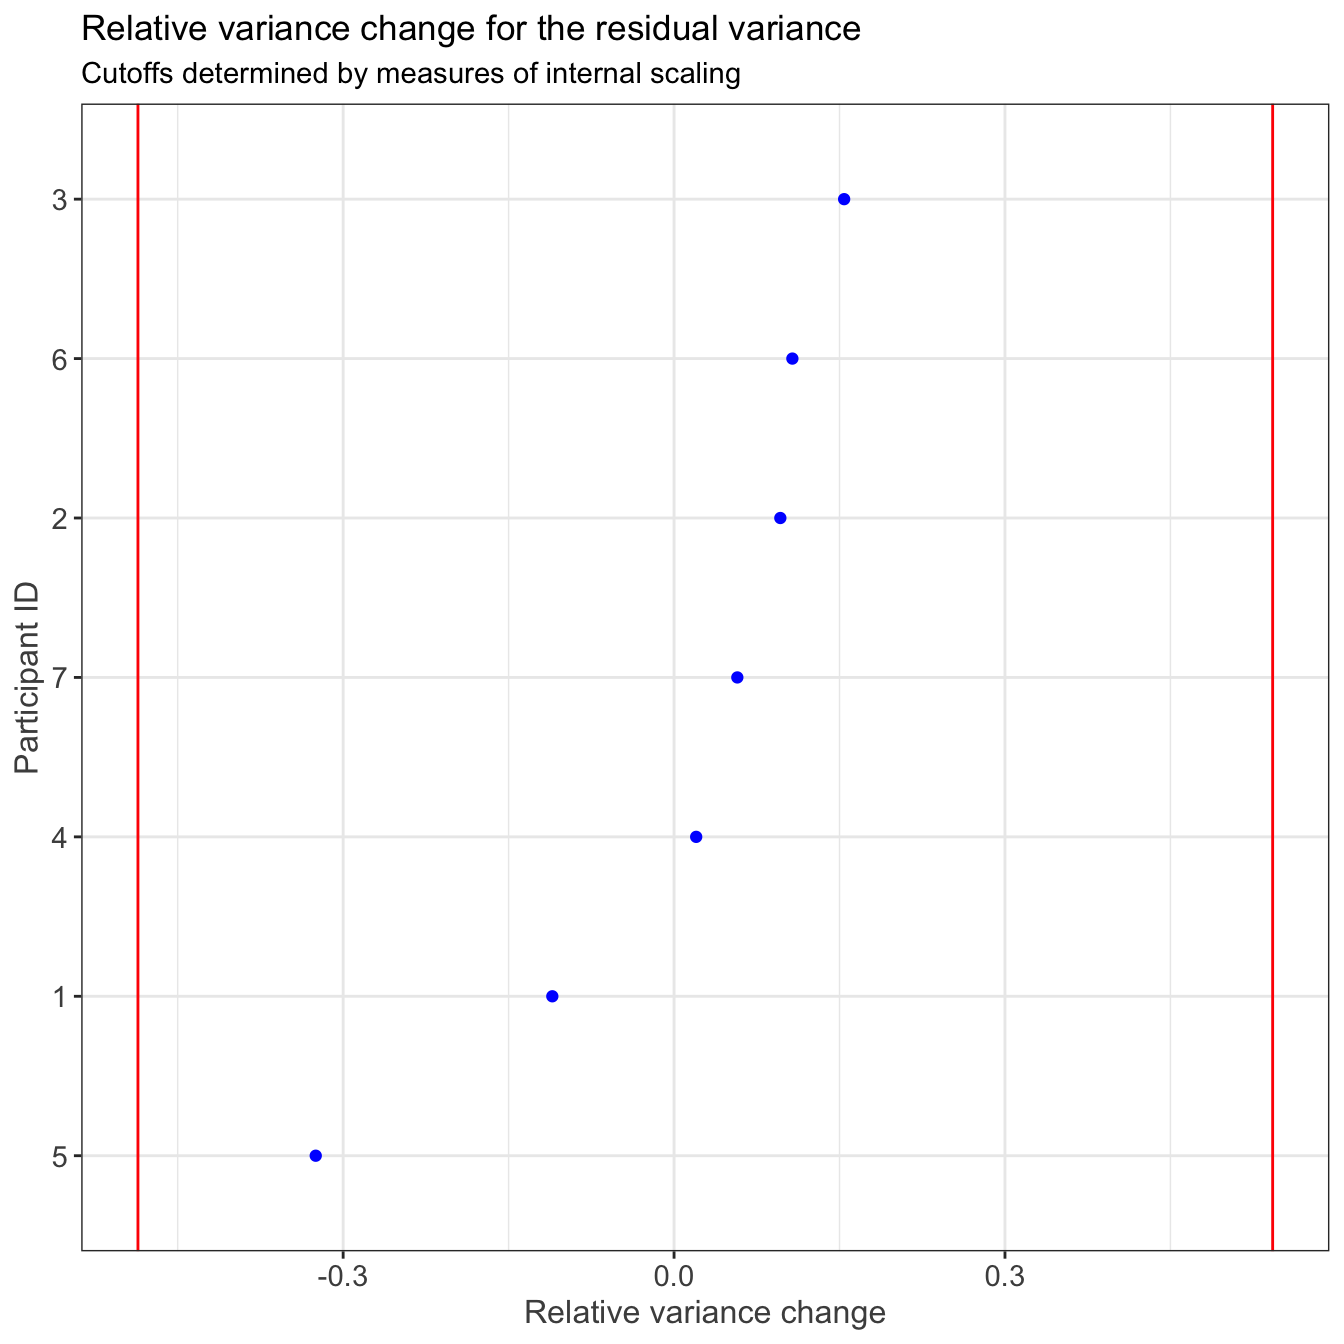 Relative variance change for the residual variance
Cutoffs determined by measures of internal scaling
Participant ID
3
6
2
7
4
1
5
-0.3 0.0 0.3
Relative variance change